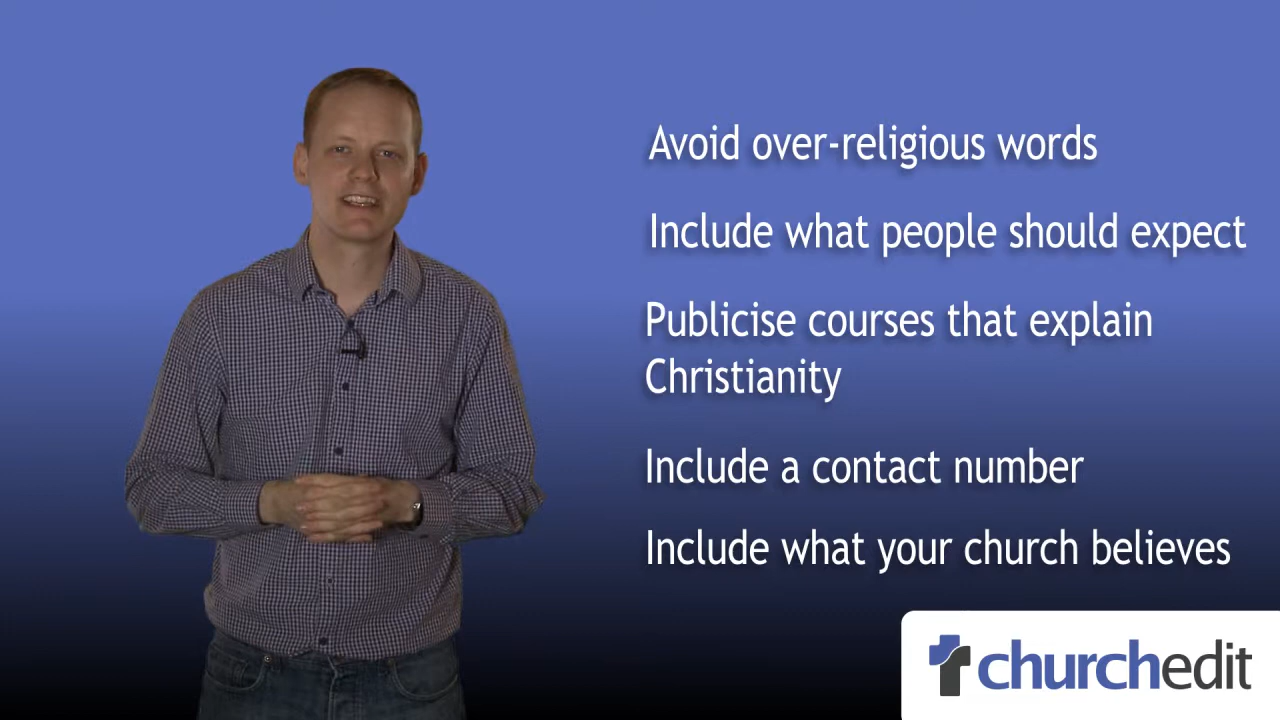 Avoid over-religious words
Include what people should expect
Publicise courses that explain
Christianity
Include a contact number
Include what your church believes
churchedit